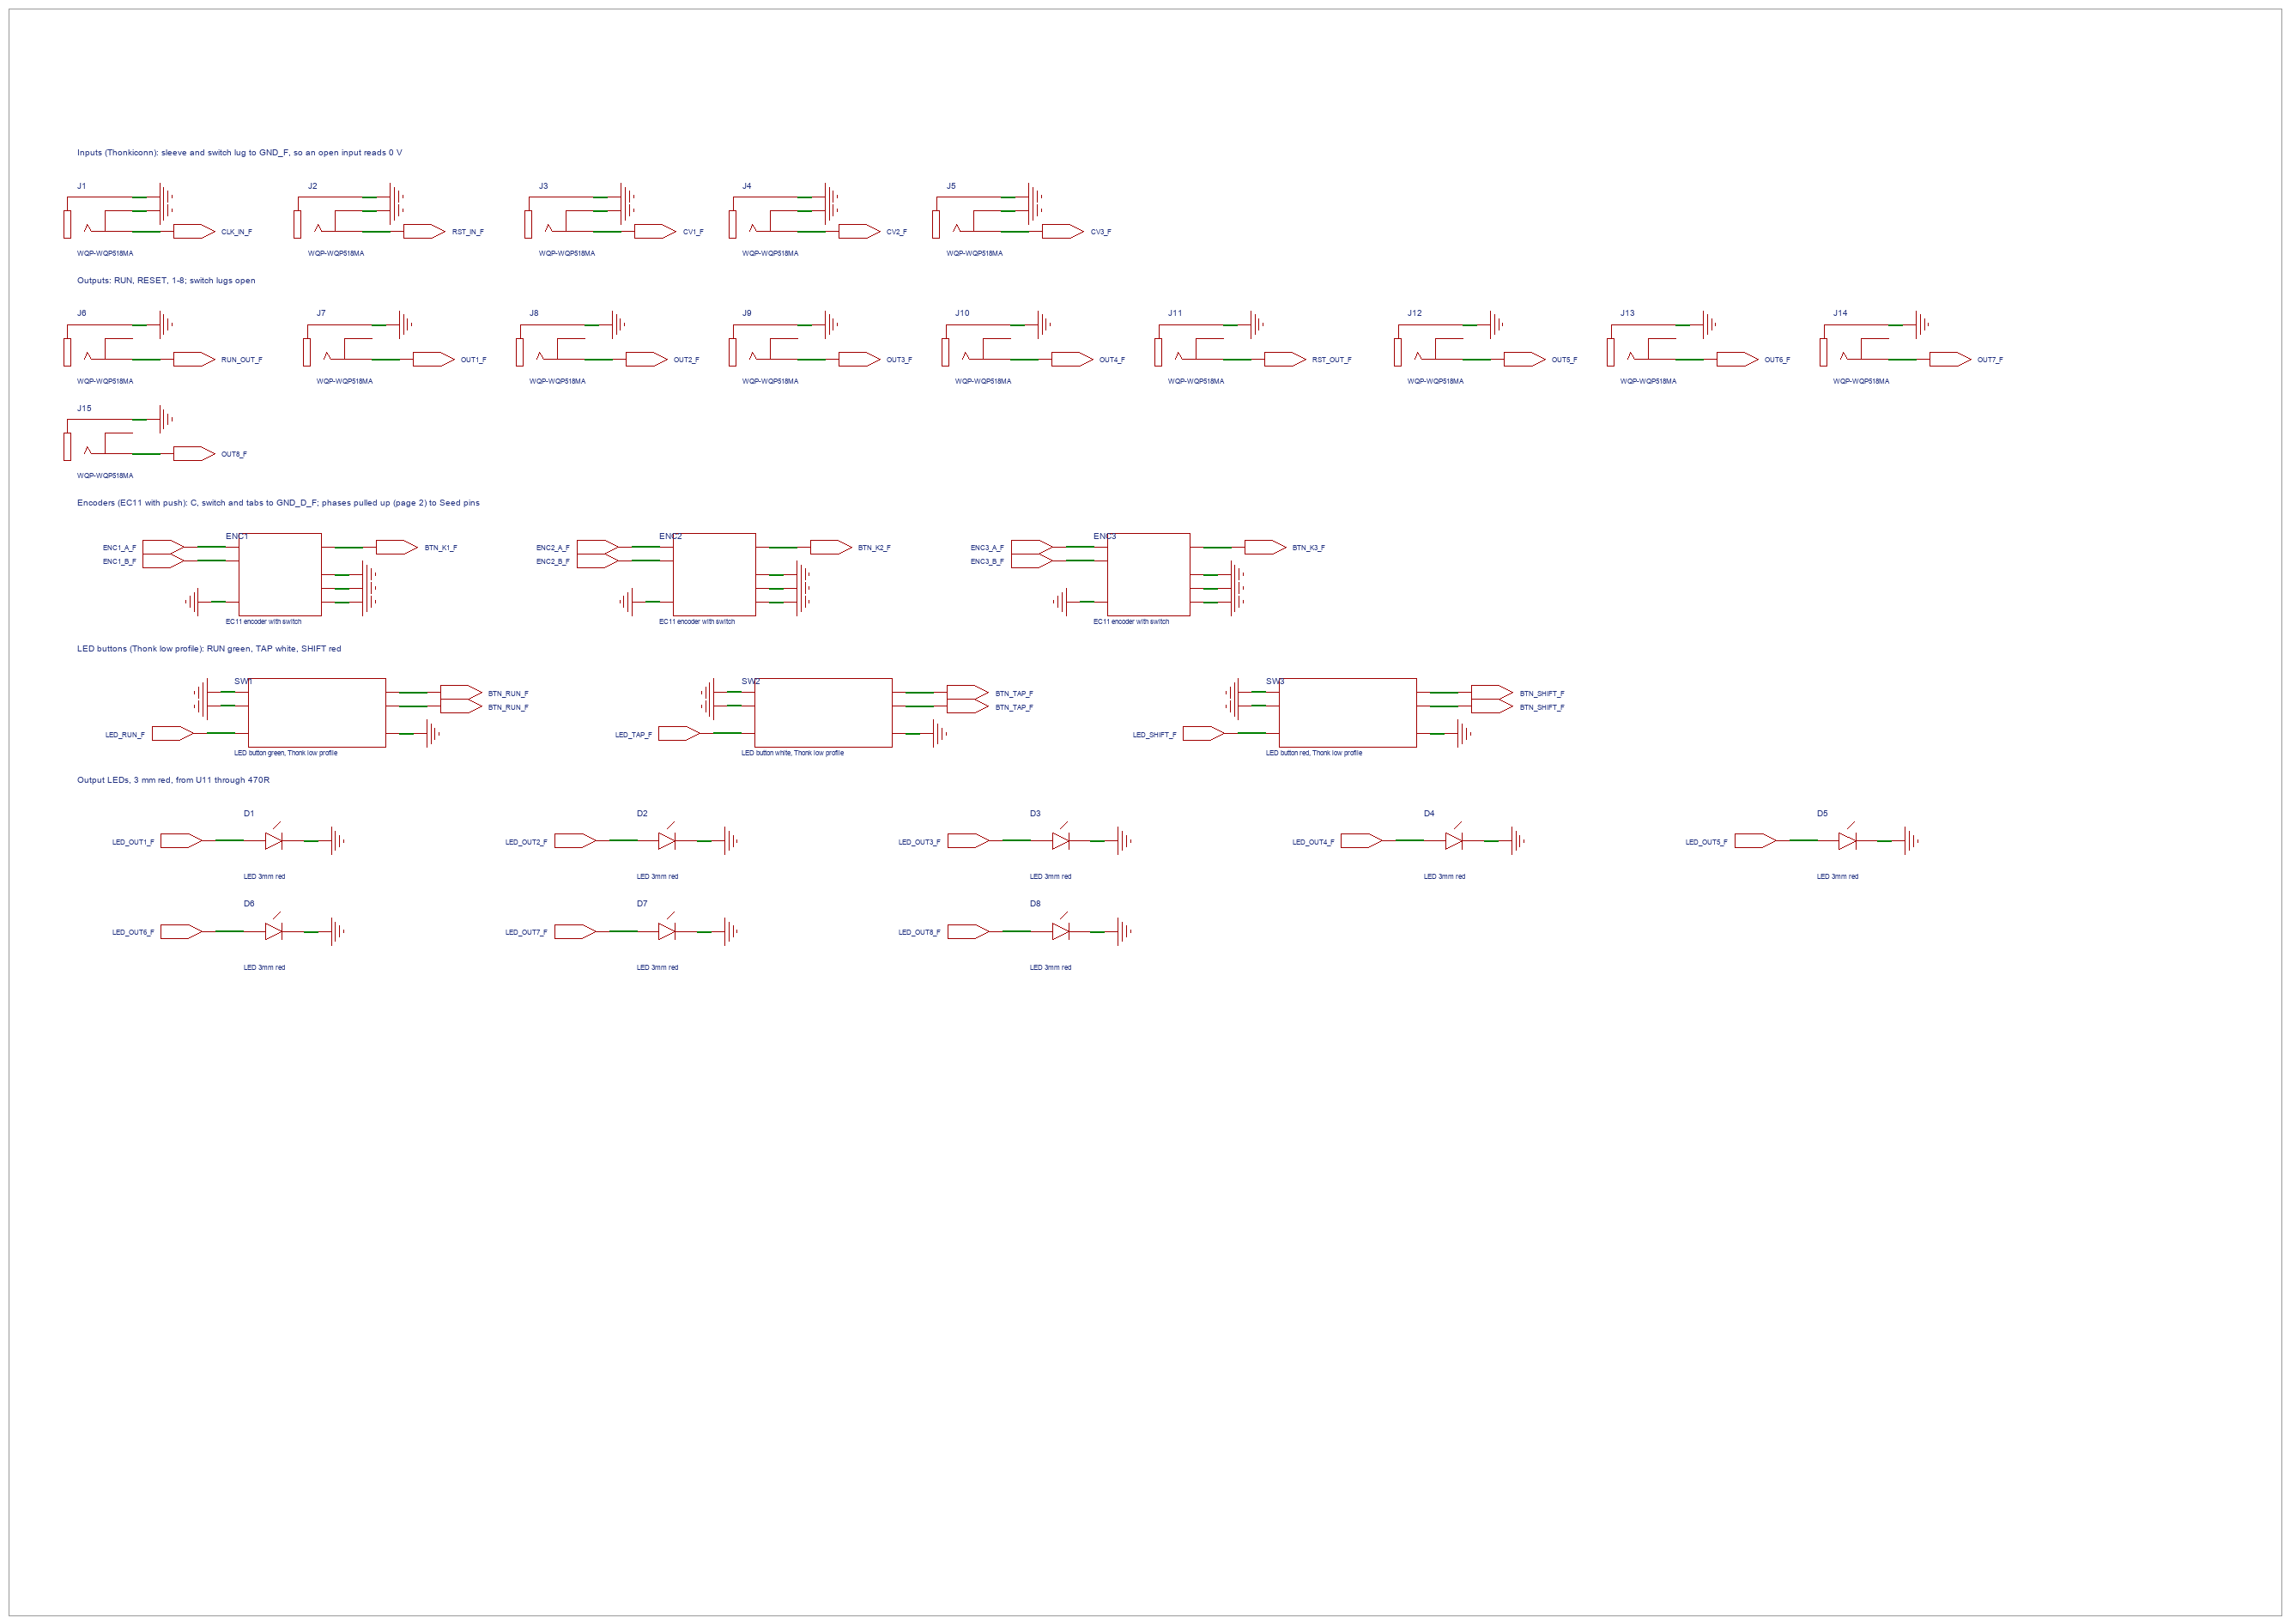 Inputs (Thonkiconn): sleeve and switch lug to GND_F, so an open input reads 0 V
J1 J2 J3 J4 J5
CLK_IN_F RST_IN_F CV1_F CV2_F CV3_F
WQP-WQP518MA WQP-WQP518MA WQP-WQP518MA WQP-WQP518MA WQP-WQP518MA
Outputs: RUN, RESET, 1-8; switch lugs open
J6 J7 J8 J9 J10 J11 J12 J13 J14
RUN_OUT_F OUT1_F OUT2_F OUT3_F OUT4_F RST_OUT_F OUT5_F OUT6_F OUT7_F
WQP-WQP518MA WQP-WQP518MA WQP-WQP518MA WQP-WQP518MA WQP-WQP518MA WQP-WQP518MA WQP-WQP518MA WQP-WQP518MA WQP-WQP518MA
J15
OUT8_F
WQP-WQP518MA
Encoders (EC11 with push): C, switch and tabs to GND_D_F; phases pulled up (page 2) to Seed pins
ENC1 ENC2 ENC3
ENC1_A_F BTN_K1_F ENC2_A_F BTN_K2_F ENC3_A_F BTN_K3_F
ENC1_B_F ENC2_B_F ENC3_B_F
EC11 encoder with switch EC11 encoder with switch EC11 encoder with switch
LED buttons (Thonk low profile): RUN green, TAP white, SHIFT red
SW1 SW2 SW3
BTN_RUN_F BTN_TAP_F BTN_SHIFT_F
BTN_RUN_F BTN_TAP_F BTN_SHIFT_F
LED_RUN_F LED_TAP_F LED_SHIFT_F
LED button green, Thonk low profile LED button white, Thonk low profile LED button red, Thonk low profile
Output LEDs, 3 mm red, from U11 through 470R
D1 D2 D3 D4 D5
LED_OUT1_F LED_OUT2_F LED_OUT3_F LED_OUT4_F LED_OUT5_F
LED 3mm red LED 3mm red LED 3mm red LED 3mm red LED 3mm red
D6 D7 D8
LED_OUT6_F LED_OUT7_F LED_OUT8_F
LED 3mm red LED 3mm red LED 3mm red